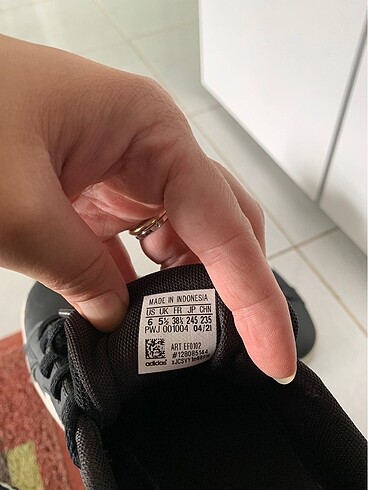 MADE IN INDONESIA
US UK FR JP CHN
6 5½ 38⅔ 245 235
PWJ 001004 04/21
ART EF0102
#128085144
adidas